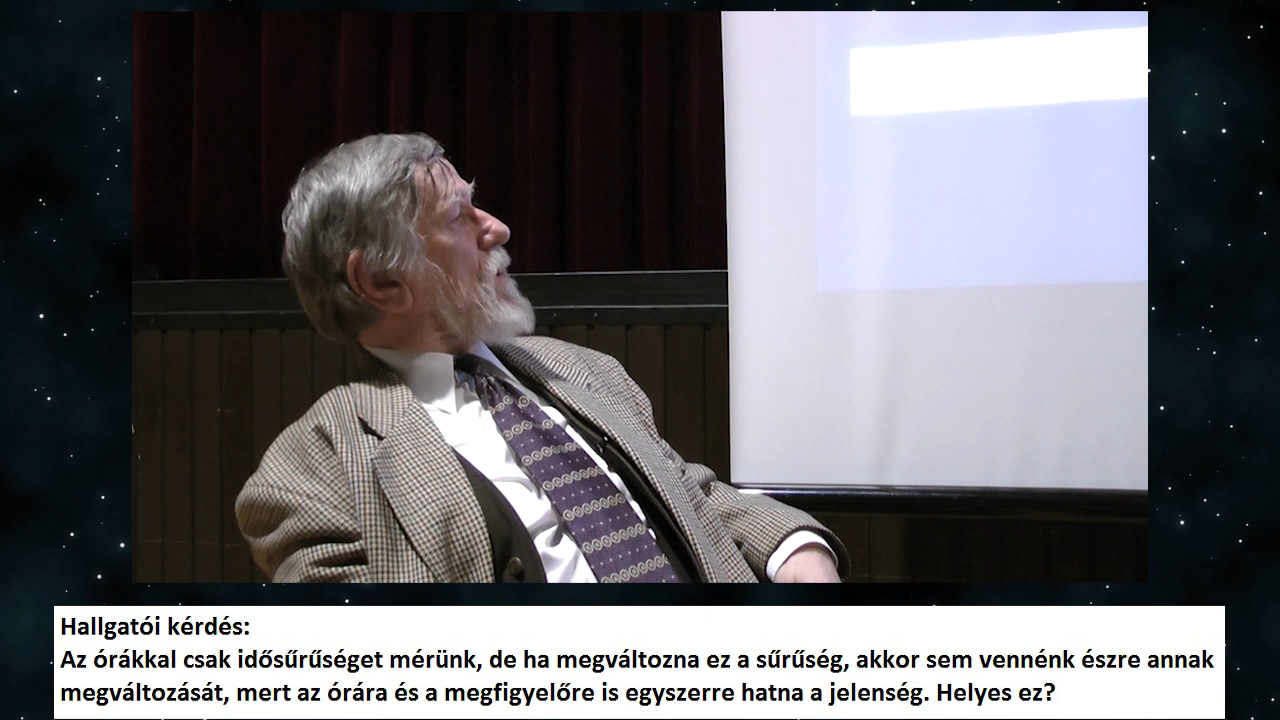 Hallgatói kérdés:
Az órákkal csak idősűrűséget mérünk, de ha megváltozna ez a sűrűség, akkor sem vennénk észre annak
megváltozását, mert az órára és a megfigyelőre is egyszerre hatna a jelenség. Helyes ez?